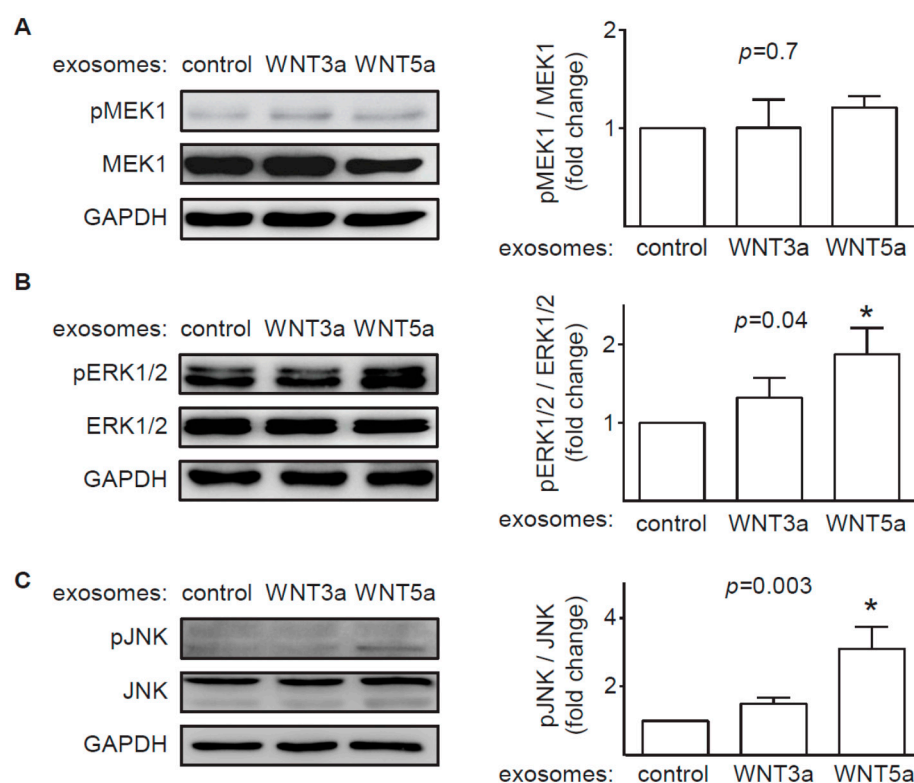 A
exosomes: control WNT3a WNT5a
pMEK1
MEK1
GAPDH
pMEK1 / MEK1
(fold change)
2
1
p=0.7
exosomes: control WNT3a WNT5a
B
exosomes: control WNT3a WNT5a
pERK1/2
ERK1/2
GAPDH
pERK1/2 / ERK1/2
(fold change)
2
1
p=0.04
*
exosomes: control WNT3a WNT5a
C
exosomes: control WNT3a WNT5a
pJNK
JNK
GAPDH
pJNK / JNK
(fold change)
4
2
p=0.003
*
exosomes: control WNT3a WNT5a